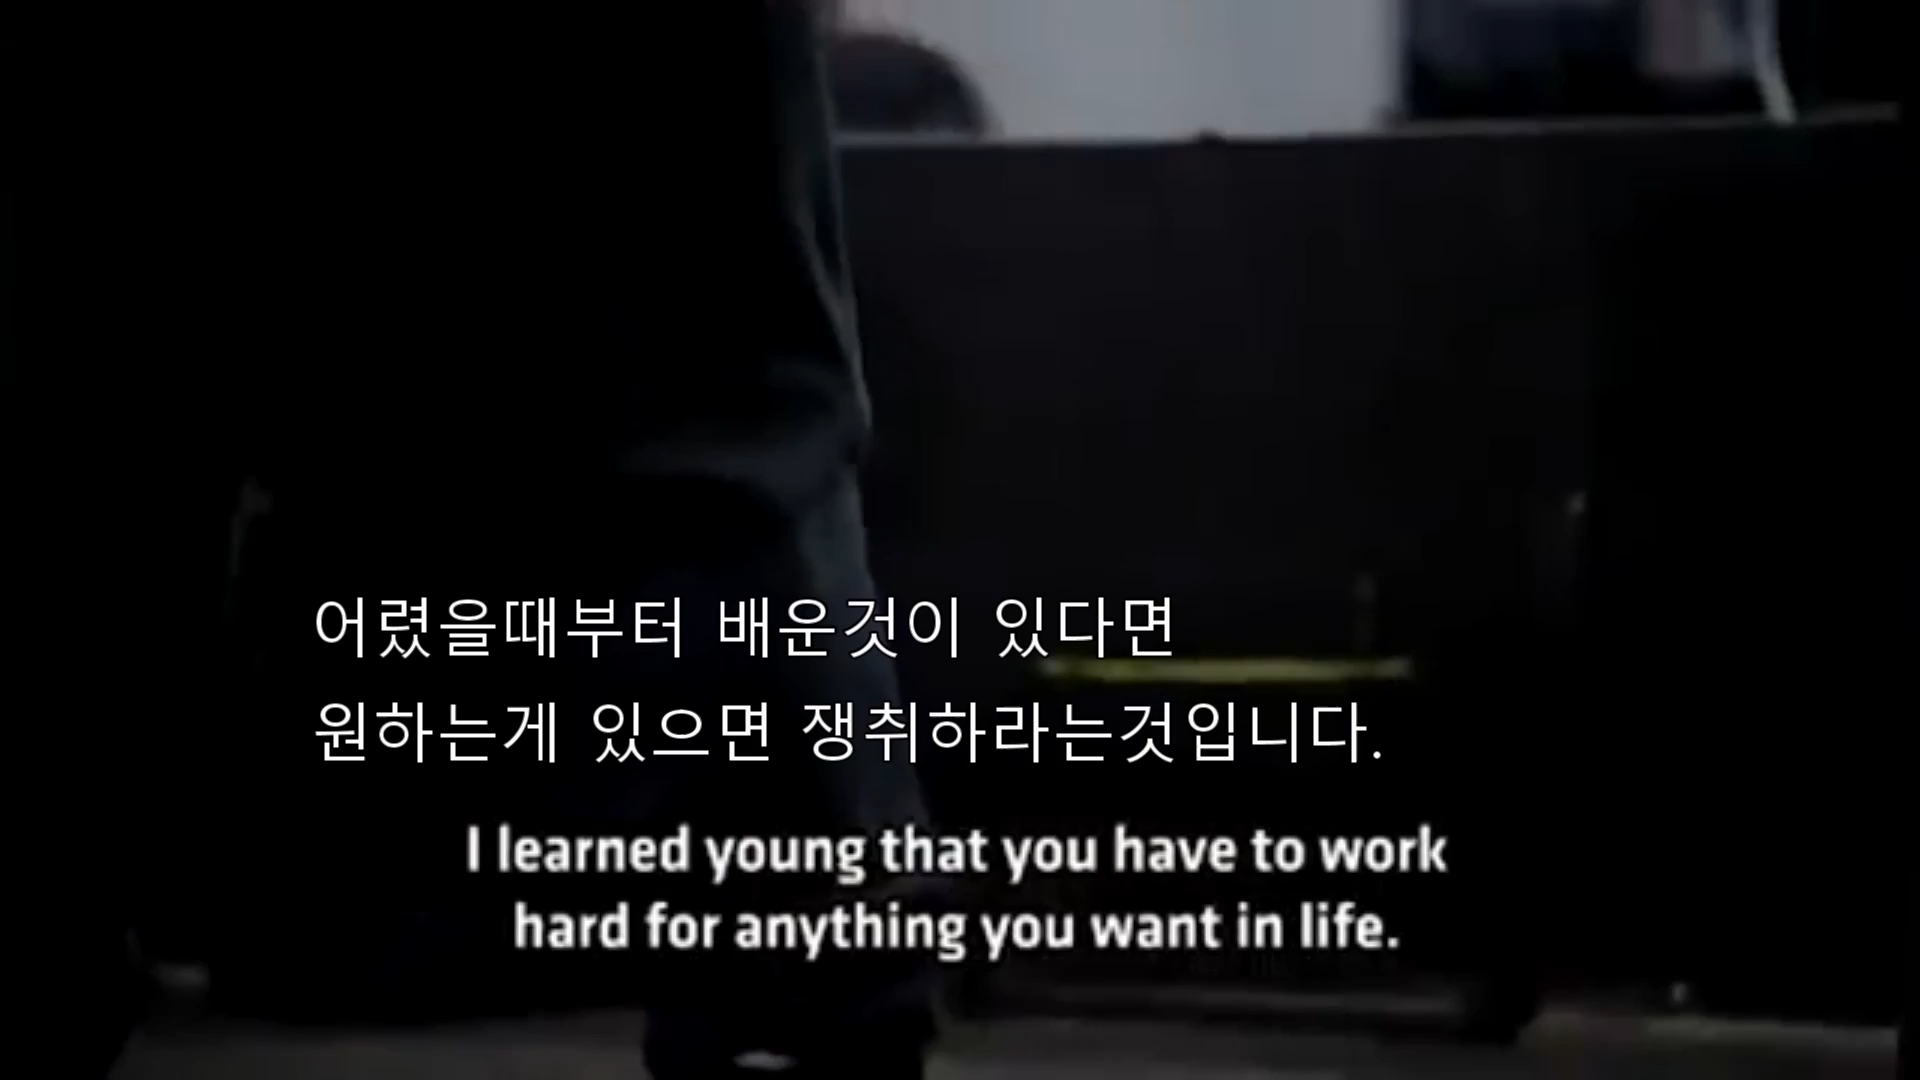 어렸을때부터 배운것이 있다면
원하는게 있으면 쟁취하라는것입니다.
I learned young that you have to work
hard for anything you want in life.